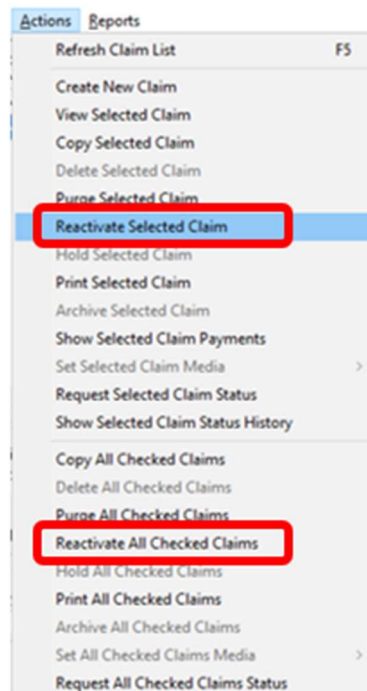 Actions Reports
Refresh Claim List F5
Create New Claim
View Selected Claim
Copy Selected Claim
Delete Selected Claim
Purge Selected Claim
Reactivate Selected Claim
Hold Selected Claim
Print Selected Claim
Archive Selected Claim
Show Selected Claim Payments
Set Selected Claim Media >
Request Selected Claim Status
Show Selected Claim Status History
Copy All Checked Claims
Delete All Checked Claims
Purge All Checked Claims
Reactivate All Checked Claims
Hold All Checked Claims
Print All Checked Claims
Archive All Checked Claims
Set All Checked Claims Media >
Request All Checked Claims Status